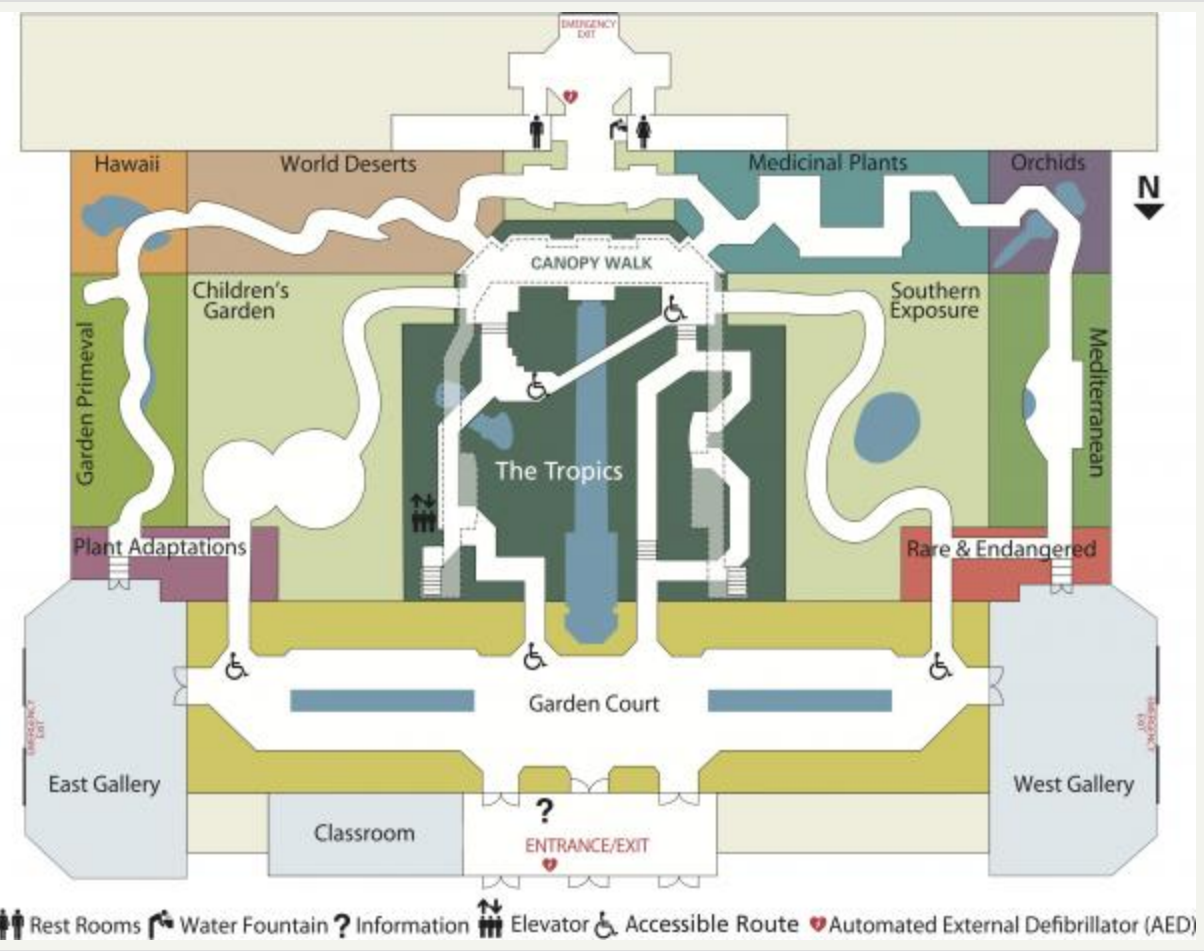 EMERGENCY
EXIT
Hawaii
World Deserts
Medicinal Plants
Orchids
N
CANOPY WALK
Children's
Garden
Southern
Exposure
Garden Primeval
Mediterranean
The Tropics
Plant Adaptations
Rare & Endangered
Garden Court
EMERGENCY
EXIT
EMERGENCY
EXIT
East Gallery
West Gallery
?
Classroom
ENTRANCE/EXIT
Rest Rooms Water Fountain ? Information Elevator Accessible Route Automated External Defibrillator (AED)